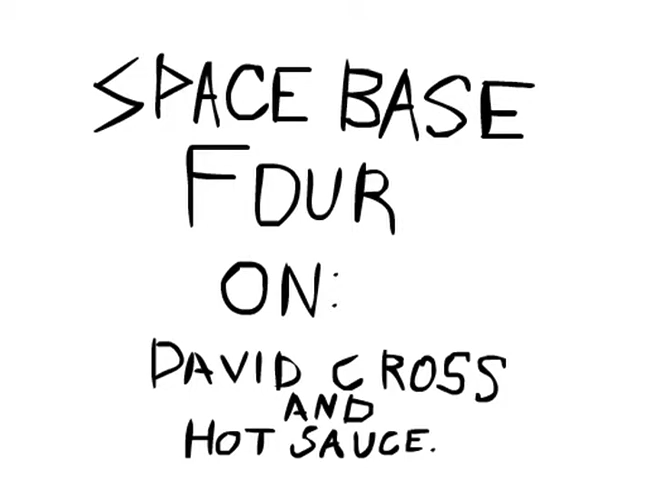 SPACE BASE
FOUR
ON:
DAVID CROSS
AND
HOT SAUCE.